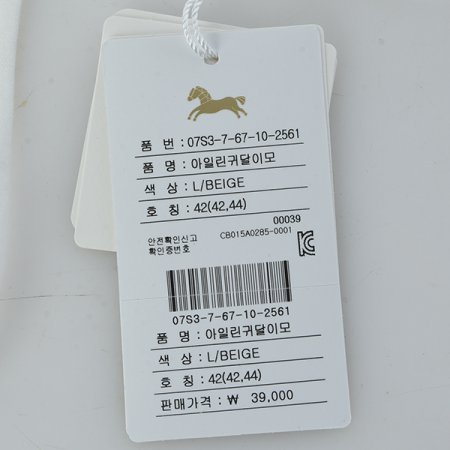 품 번 : 07S3-7-67-10-2561
품 명 : 아일린귀달이모
색 상 : L/BEIGE
호 칭 : 42(42,44)
00039
안전확인신고
확인증번호
CB015A0285-0001
07S3-7-67-10-2561
품 명 : 아일린귀달이모
색 상 : L/BEIGE
호 칭 : 42(42,44)
판매가격 : ₩ 39,000